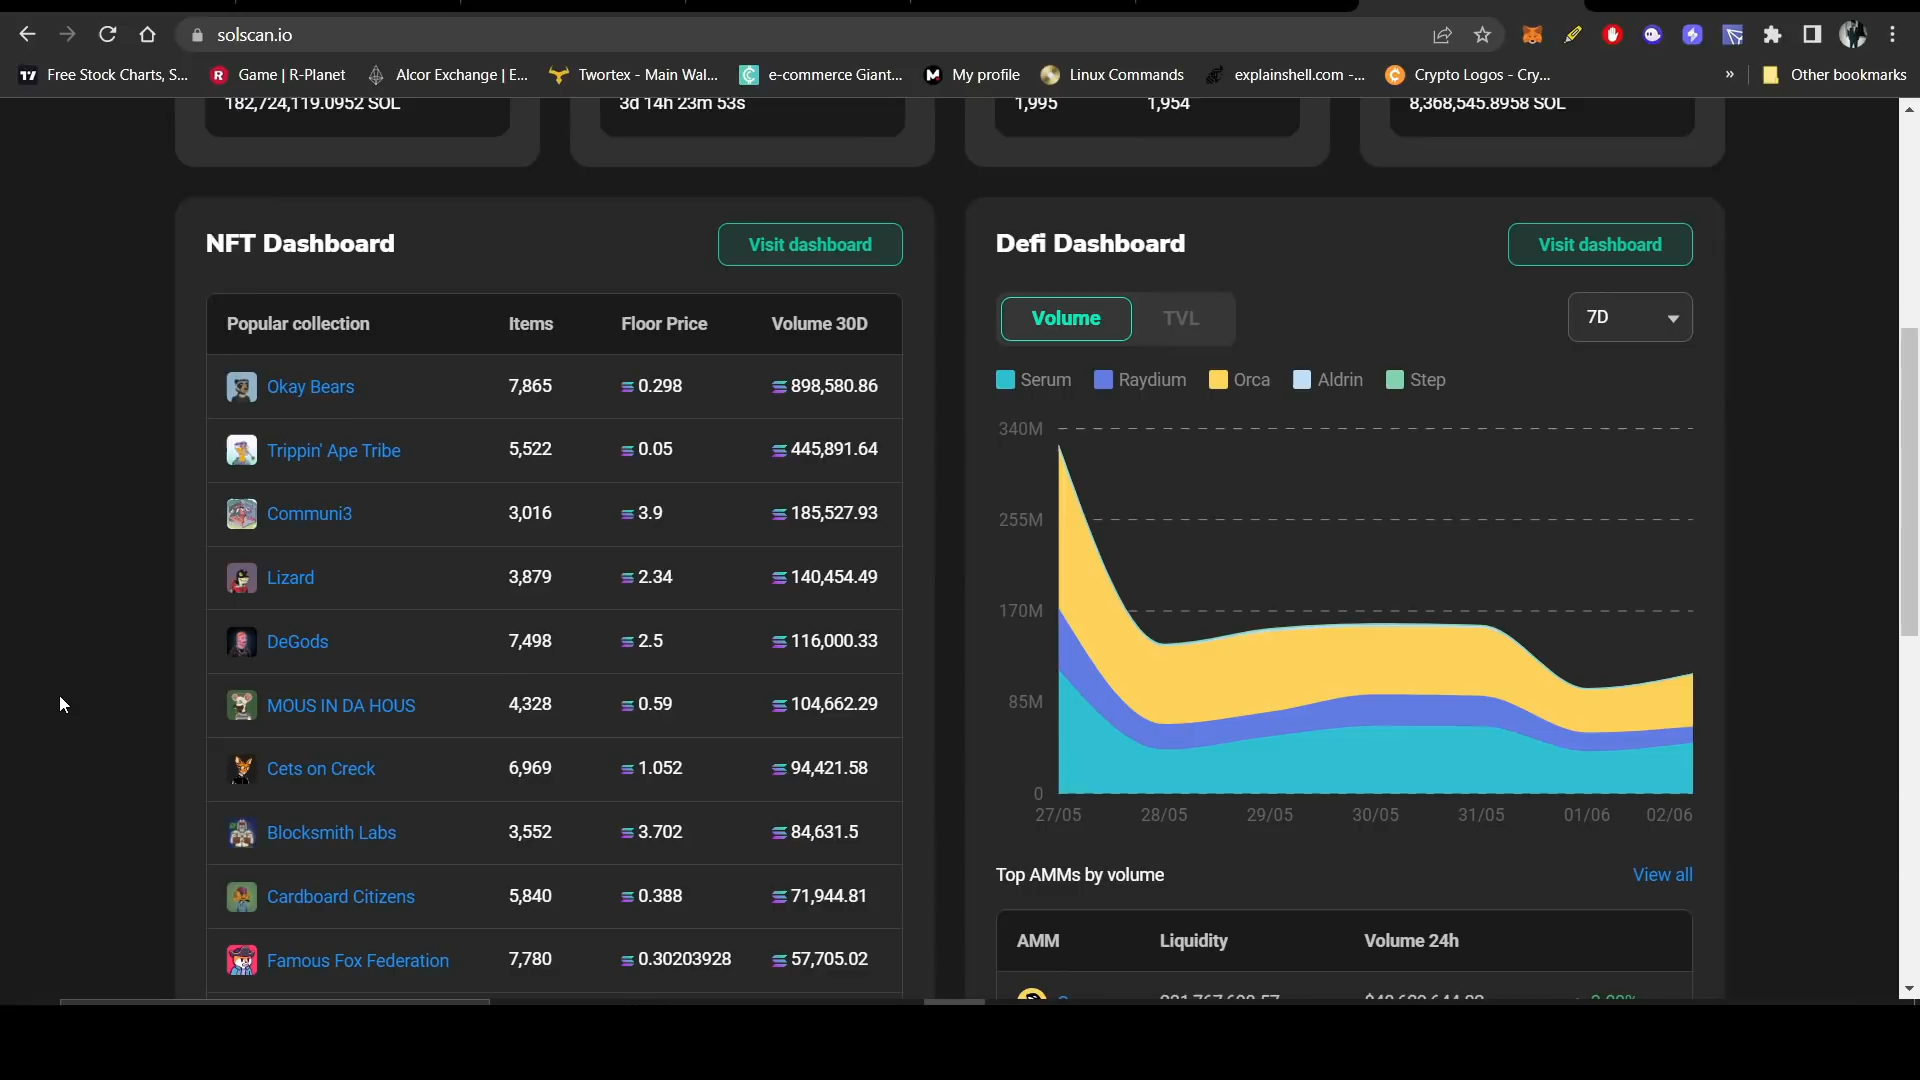 solscan.io
Free Stock Charts, S... Game | R-Planet Alcor Exchange | E... Twortex - Main Wal... e-commerce Giant... My profile Linux Commands explainshell.com -... Crypto Logos - Cry... » Other bookmarks
182,724,119.0952 SOL 3d 14h 23m 53s 1,995 1,954 8,368,545.8958 SOL
NFT Dashboard Visit dashboard
Popular collection Items Floor Price Volume 30D
Okay Bears 7,865 0.298 898,580.86
Trippin' Ape Tribe 5,522 0.05 445,891.64
Communi3 3,016 3.9 185,527.93
Lizard 3,879 2.34 140,454.49
DeGods 7,498 2.5 116,000.33
MOUS IN DA HOUS 4,328 0.59 104,662.29
Cets on Creck 6,969 1.052 94,421.58
Blocksmith Labs 3,552 3.702 84,631.5
Cardboard Citizens 5,840 0.388 71,944.81
Famous Fox Federation 7,780 0.30203928 57,705.02
Defi Dashboard Visit dashboard
Volume TVL 7D
Serum Raydium Orca Aldrin Step
340M
255M
170M
85M
0
27/05 28/05 29/05 30/05 31/05 01/06 02/06
Top AMMs by volume View all
AMM Liquidity Volume 24h